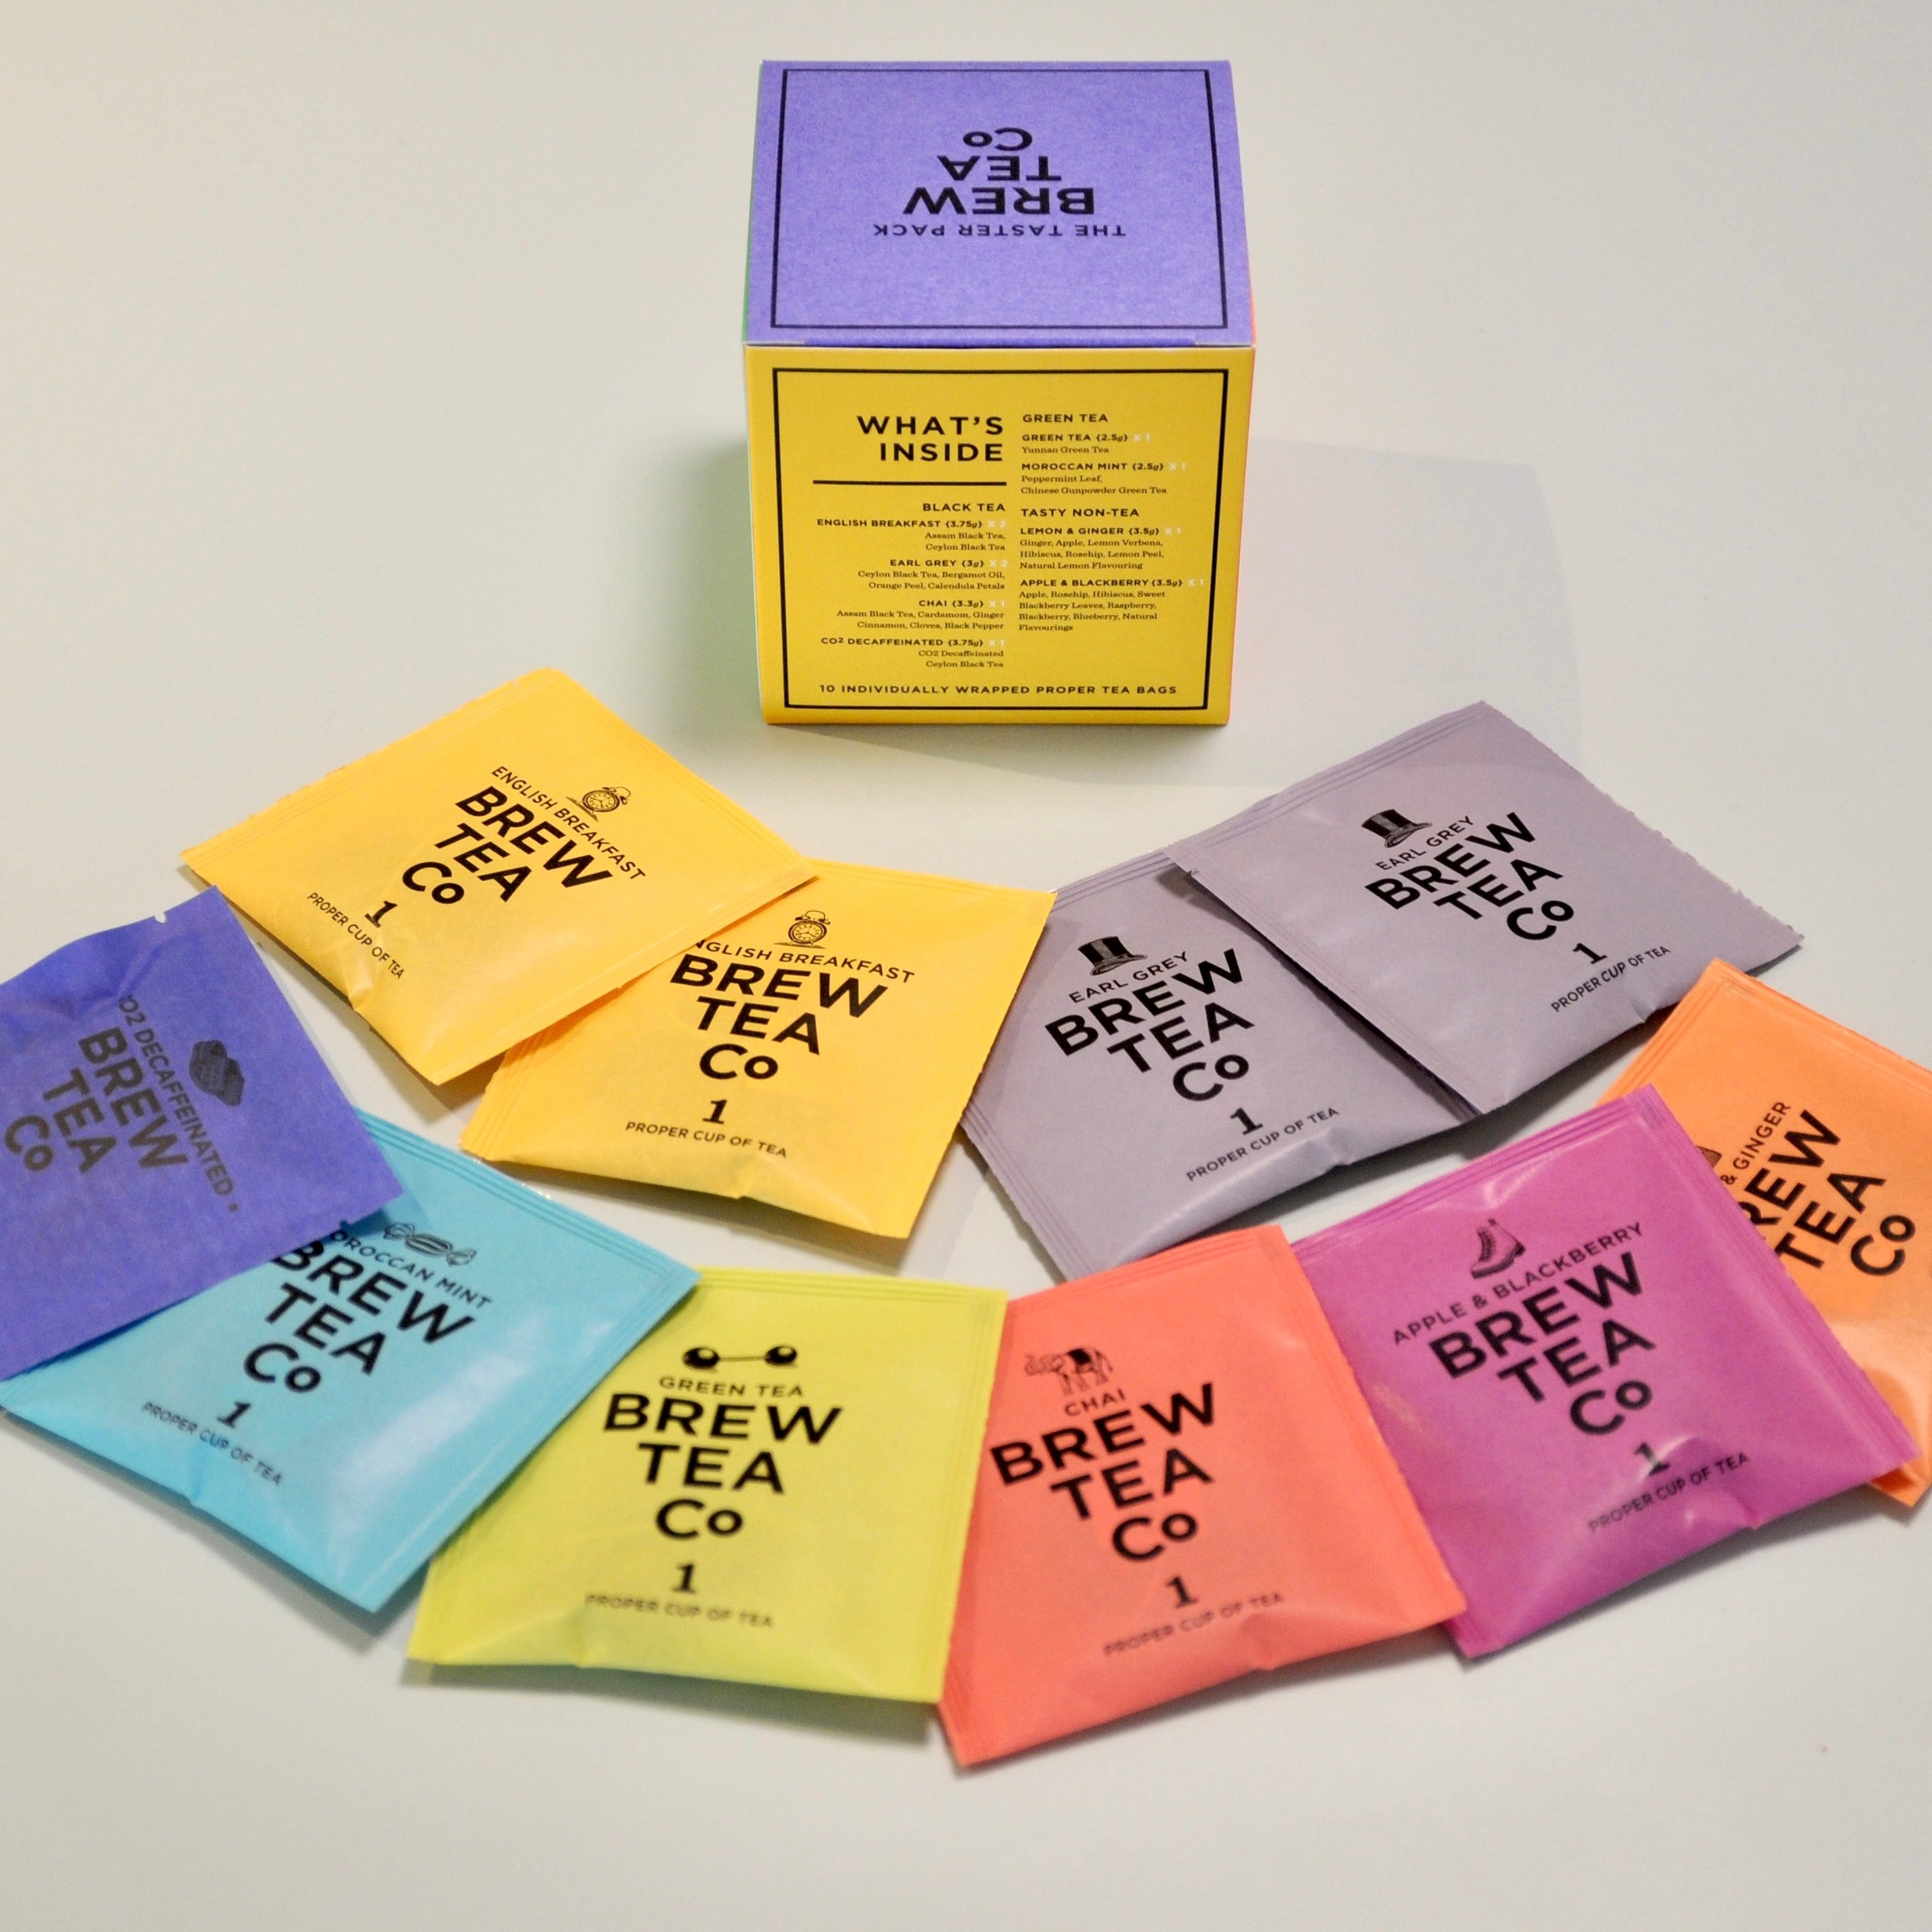 THE TASTER PACK
BREW
TEA
Co
WHAT'S
INSIDE
BLACK TEA
ENGLISH BREAKFAST {3.75g} X 2
Assam Black Tea,
Ceylon Black Tea
EARL GREY {3g} X 2
Ceylon Black Tea, Bergamot Oil,
Orange Peel, Calendula Petals
CHAI {3.3g} X 1
Assam Black Tea, Cardamom, Ginger
Cinnamon, Cloves, Black Pepper
CO² DECAFFEINATED {3.75g} X 1
CO2 Decaffeinated
Ceylon Black Tea
GREEN TEA
GREEN TEA {2.5g} X 1
Yunnan Green Tea
MOROCCAN MINT {2.5g} X 1
Peppermint Leaf,
Chinese Gunpowder Green Tea
TASTY NON-TEA
LEMON & GINGER {3.5g} X 1
Ginger, Apple, Lemon Verbena,
Hibiscus, Rosehip, Lemon Peel,
Natural Lemon Flavouring
APPLE & BLACKBERRY {3.5g} X 1
Apple, Rosehip, Hibiscus, Sweet
Blackberry Leaves, Raspberry,
Blackberry, Blueberry, Natural
Flavourings
10 INDIVIDUALLY WRAPPED PROPER TEA BAGS
ENGLISH BREAKFAST
BREW
TEA
Co
1
PROPER CUP OF TEA
NGLISH BREAKFAST
BREW
TEA
Co
1
PROPER CUP OF TEA
EARL GREY
BREW
TEA
Co
1
PROPER CUP OF TEA
EARL GREY
BREW
TEA
Co
1
PROPER CUP OF TEA
O2 DECAFFEINATED
BREW
TEA
Co
OROCCAN MINT
BREW
TEA
Co
1
PROPER CUP OF TEA
GREEN TEA
BREW
TEA
Co
1
PROPER CUP OF TEA
CHAI
BREW
TEA
Co
1
PROPER CUP OF TEA
APPLE & BLACKBERRY
BREW
TEA
Co
1
PROPER CUP OF TEA
& GINGER
REW
TEA
Co